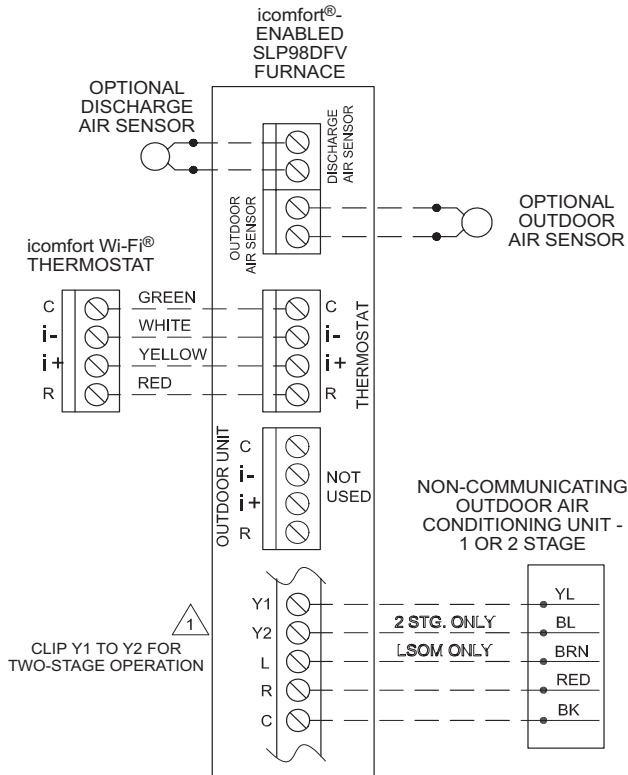 icomfort®-
ENABLED
SLP98DFV
FURNACE
OPTIONAL
DISCHARGE
AIR SENSOR
DISCHARGE
AIR SENSOR
OUTDOOR
AIR SENSOR
OPTIONAL
OUTDOOR
AIR SENSOR
icomfort Wi-Fi®
THERMOSTAT
C GREEN C
i- WHITE i-
i+ YELLOW i+
R RED R
THERMOSTAT
OUTDOOR UNIT
C
i-
i+
R
NOT
USED
NON-COMMUNICATING
OUTDOOR AIR
CONDITIONING UNIT -
1 OR 2 STAGE
1
CLIP Y1 TO Y2 FOR
TWO-STAGE OPERATION
Y1 YL
Y2 2 STG. ONLY BL
L LSOM ONLY BRN
R RED
C BK